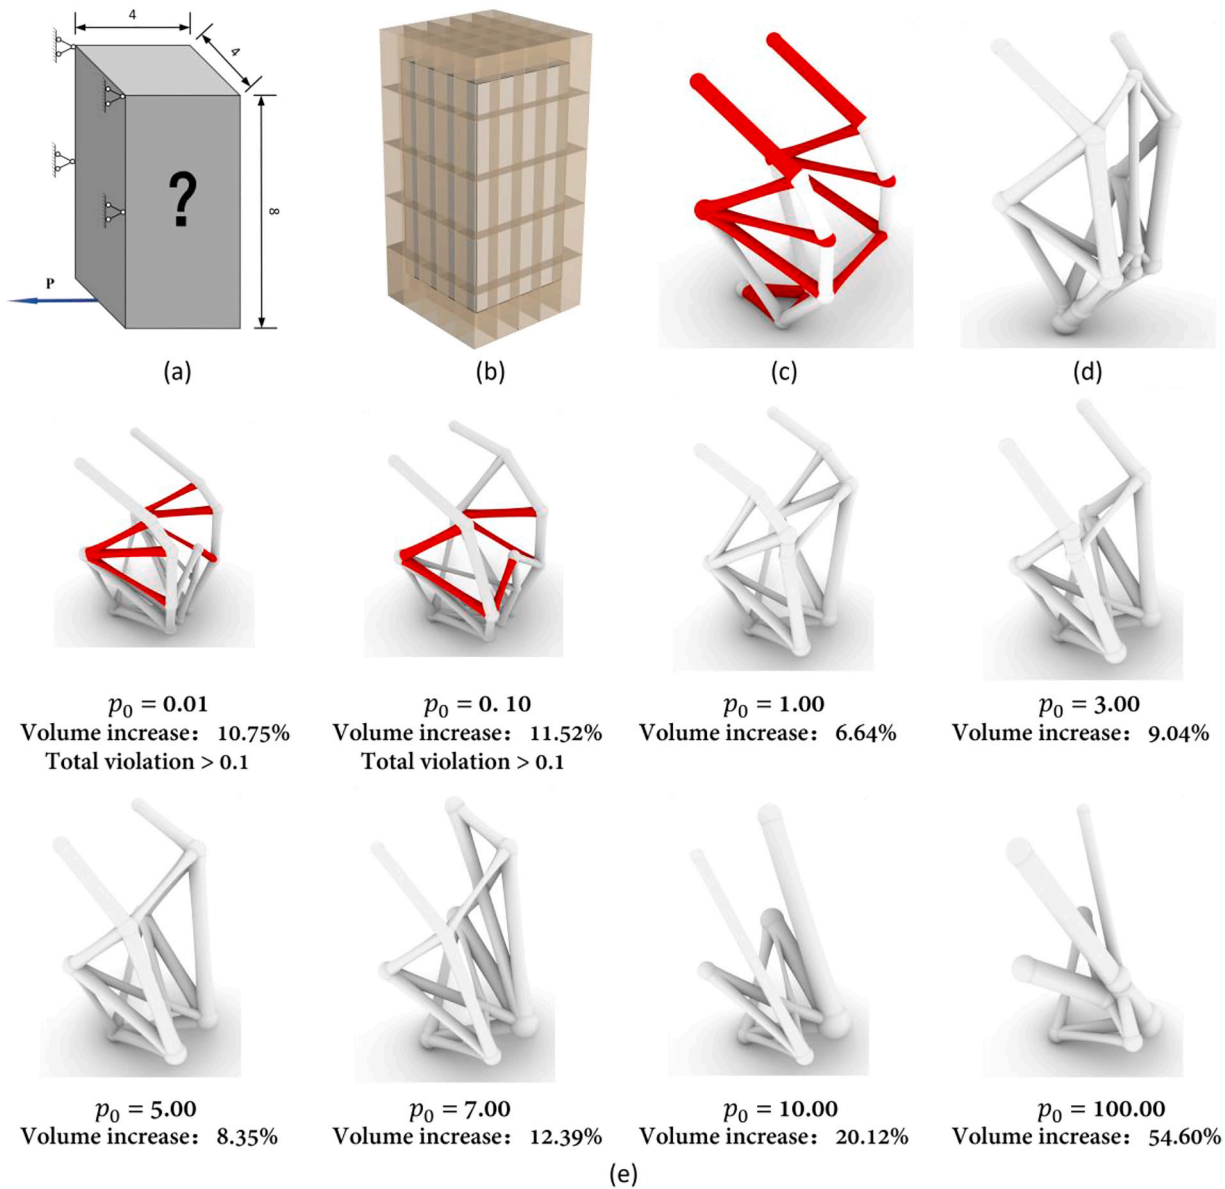 4
4
?
8
P
(a)
(b)
(c)
(d)
p₀ = 0.01
Volume increase: 10.75%
Total violation > 0.1
p₀ = 0. 10
Volume increase: 11.52%
Total violation > 0.1
p₀ = 1.00
Volume increase: 6.64%
p₀ = 3.00
Volume increase: 9.04%
p₀ = 5.00
Volume increase: 8.35%
p₀ = 7.00
Volume increase: 12.39%
p₀ = 10.00
Volume increase: 20.12%
p₀ = 100.00
Volume increase: 54.60%
(e)